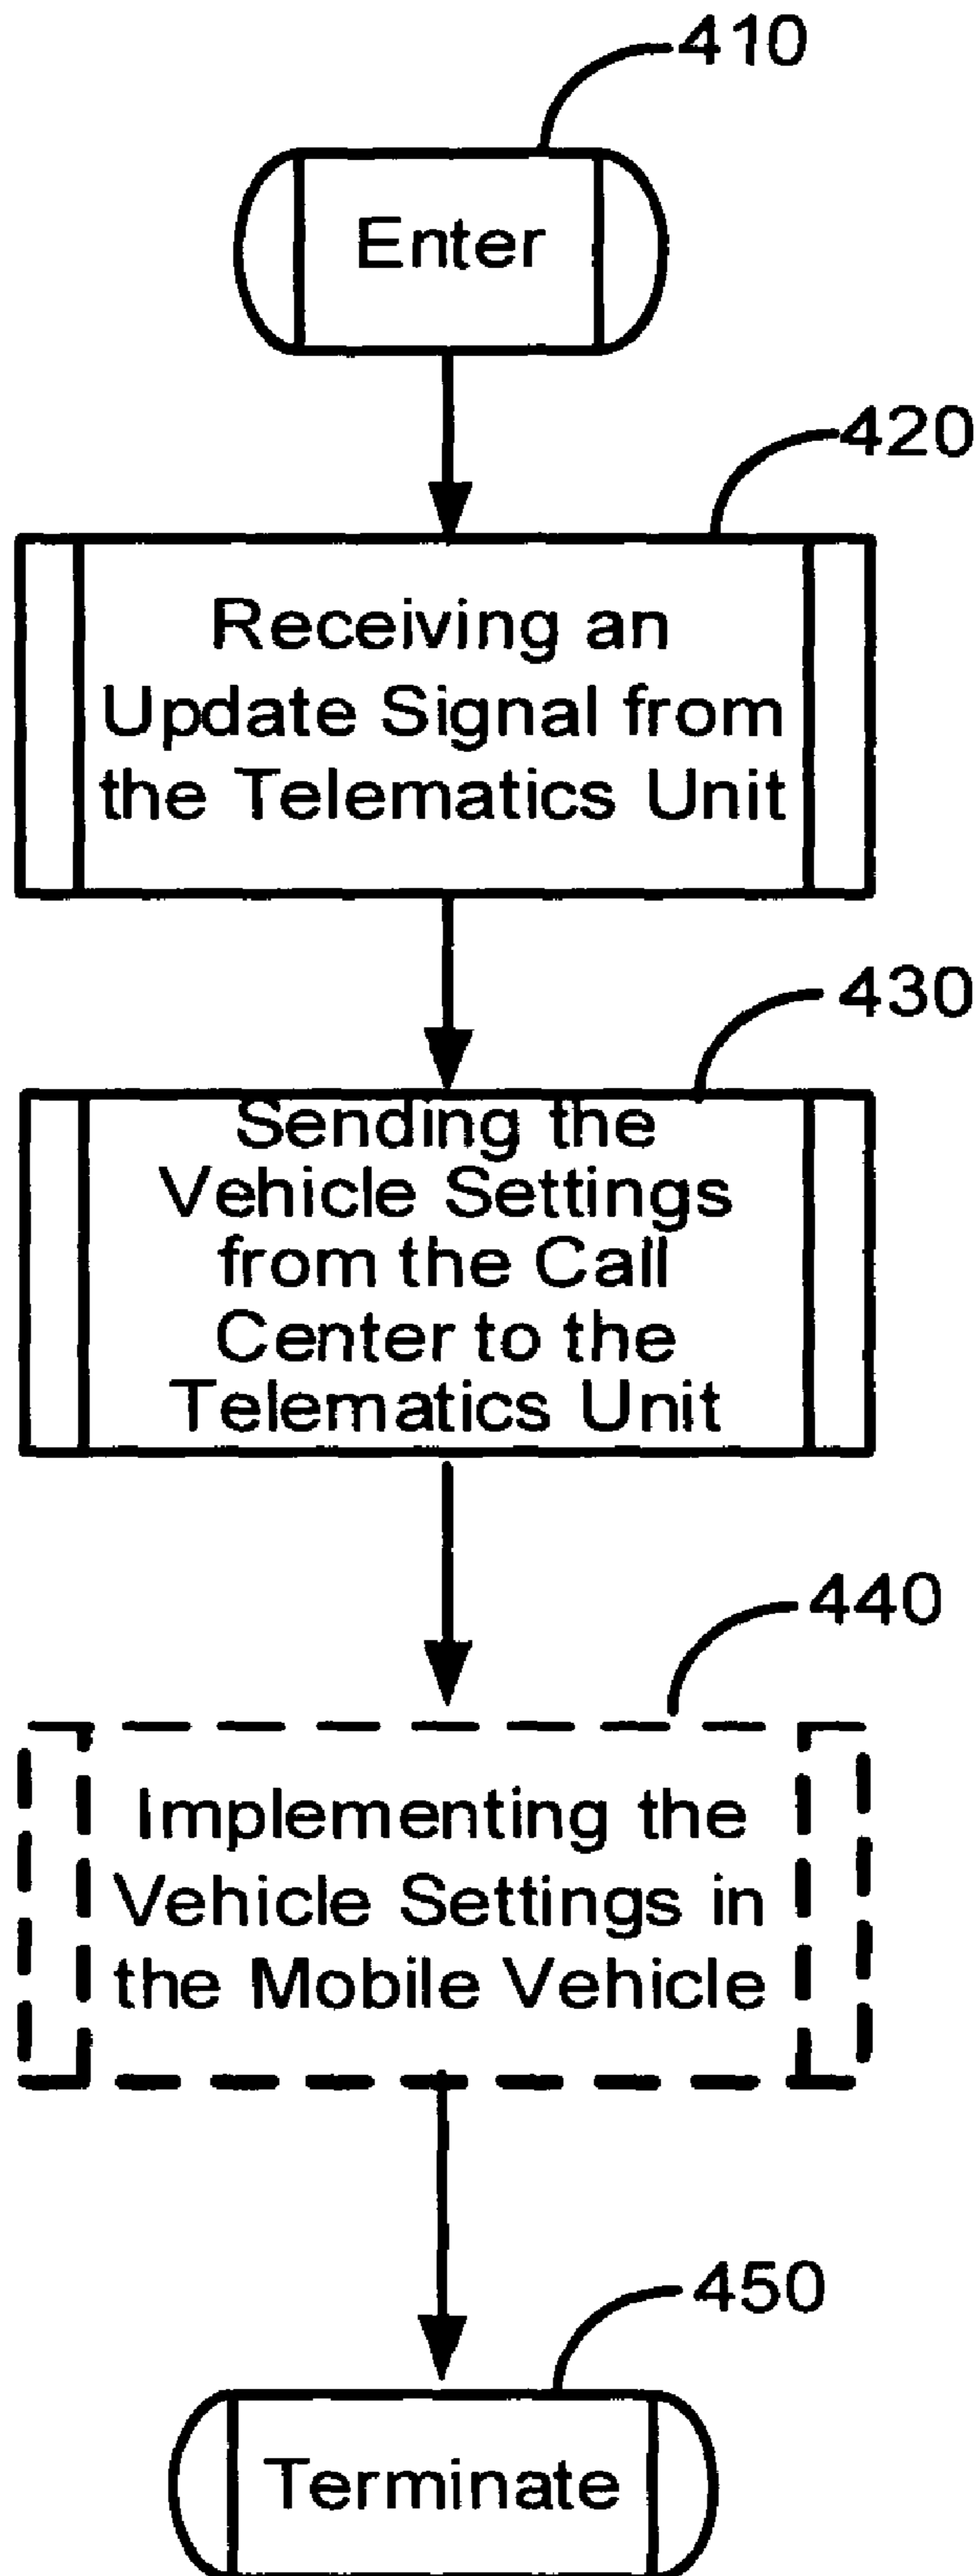 410
Enter
420
Receiving an
Update Signal from
the Telematics Unit
430
Sending the
Vehicle Settings
from the Call
Center to the
Telematics Unit
440
Implementing the
Vehicle Settings in
the Mobile Vehicle
450
Terminate